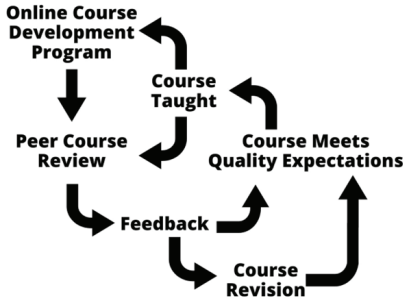 Online Course
Development
Program
Course
Taught
Peer Course
Review
Course Meets
Quality Expectations
Feedback
Course
Revision